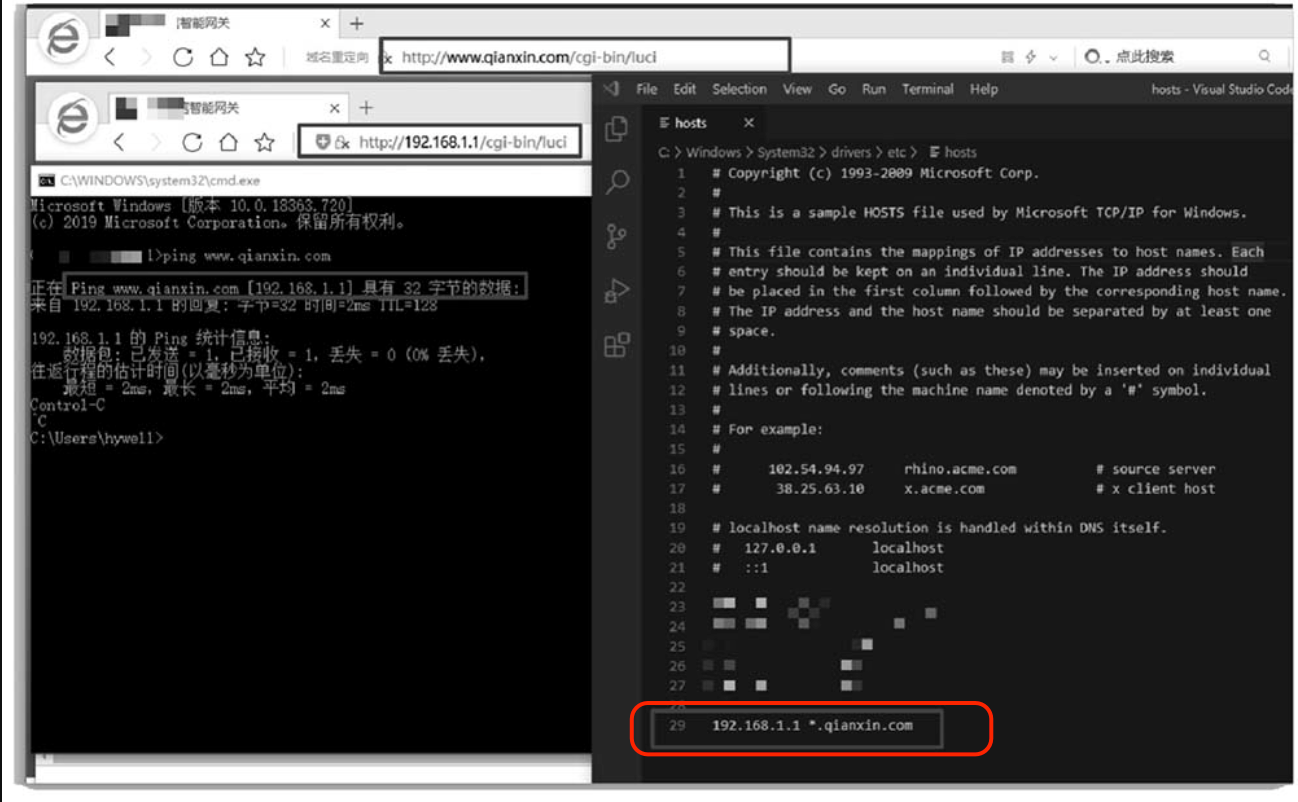 智能网关
域名重定向 http://www.qianxin.com/cgi-bin/luci
点此搜索
智能网关
http://192.168.1.1/cgi-bin/luci
C:\WINDOWS\system32\cmd.exe
Microsoft Windows [版本 10.0.18363.720]
(c) 2019 Microsoft Corporation。保留所有权利。
l>ping www.qianxin.com
正在 Ping www.qianxin.com [192.168.1.1] 具有 32 字节的数据:
来自 192.168.1.1 的回复: 字节=32 时间=2ms TTL=128
192.168.1.1 的 Ping 统计信息:
数据包: 已发送 = 1，已接收 = 1，丢失 = 0 (0% 丢失)，
往返行程的估计时间(以毫秒为单位):
最短 = 2ms，最长 = 2ms，平均 = 2ms
Control-C
^C
C:\Users\hywell>
File Edit Selection View Go Run Terminal Help hosts - Visual Studio Code
hosts
C: > Windows > System32 > drivers > etc > hosts
1 # Copyright (c) 1993-2009 Microsoft Corp.
2 #
3 # This is a sample HOSTS file used by Microsoft TCP/IP for Windows.
4 #
5 # This file contains the mappings of IP addresses to host names. Each
6 # entry should be kept on an individual line. The IP address should
7 # be placed in the first column followed by the corresponding host name.
8 # The IP address and the host name should be separated by at least one
9 # space.
10 #
11 # Additionally, comments (such as these) may be inserted on individual
12 # lines or following the machine name denoted by a '#' symbol.
13 #
14 # For example:
15 #
16 # 102.54.94.97 rhino.acme.com # source server
17 # 38.25.63.10 x.acme.com # x client host
18
19 # localhost name resolution is handled within DNS itself.
20 # 127.0.0.1 localhost
21 # ::1 localhost
22
23
24
25
26
27
28
29 192.168.1.1 *.qianxin.com